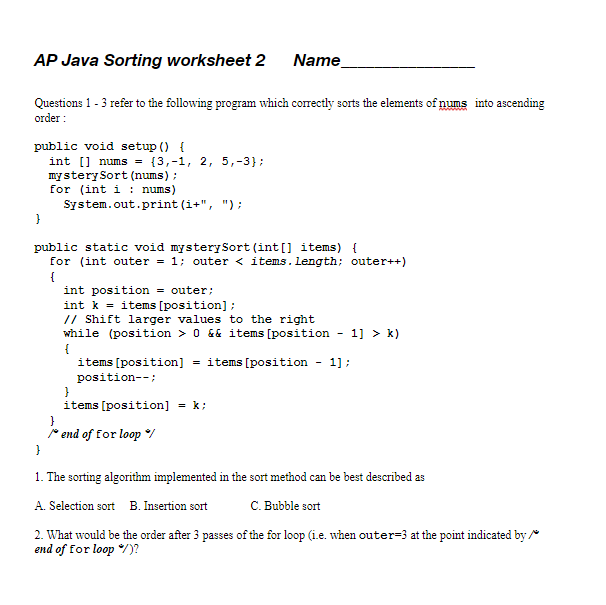 AP Java Sorting worksheet 2 Name________________
Questions 1 - 3 refer to the following program which correctly sorts the elements of nums into ascending
order :
public void setup() {
int [] nums = {3,-1, 2, 5,-3};
mysterySort(nums);
for (int i : nums)
System.out.print(i+", ");
}
public static void mysterySort(int[] items) {
for (int outer = 1; outer < items.length; outer++)
{
int position = outer;
int k = items[position];
// Shift larger values to the right
while (position > 0 && items[position - 1] > k)
{
items[position] = items[position - 1];
position--;
}
items[position] = k;
}
/* end of for loop */
}
1. The sorting algorithm implemented in the sort method can be best described as
A. Selection sort B. Insertion sort C. Bubble sort
2. What would be the order after 3 passes of the for loop (i.e. when outer=3 at the point indicated by /*
end of for loop */)?